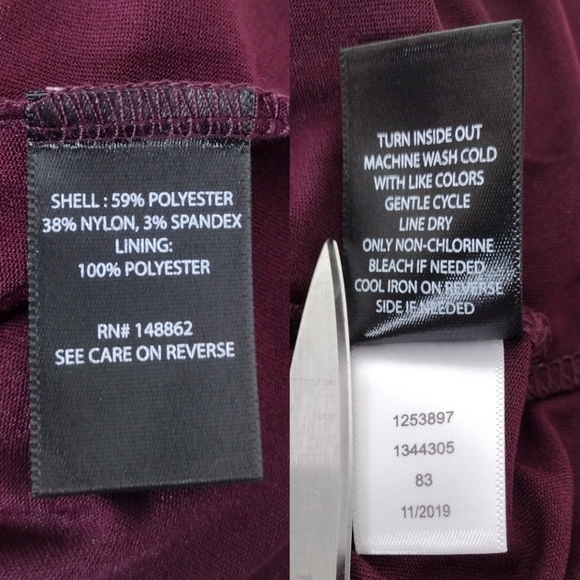 SHELL : 59% POLYESTER
38% NYLON, 3% SPANDEX
LINING:
100% POLYESTER
RN# 148862
SEE CARE ON REVERSE
TURN INSIDE OUT
MACHINE WASH COLD
WITH LIKE COLORS
GENTLE CYCLE
LINE DRY
ONLY NON-CHLORINE
BLEACH IF NEEDED
COOL IRON ON REVERSE
SIDE IF NEEDED
1253897
1344305
83
11/2019